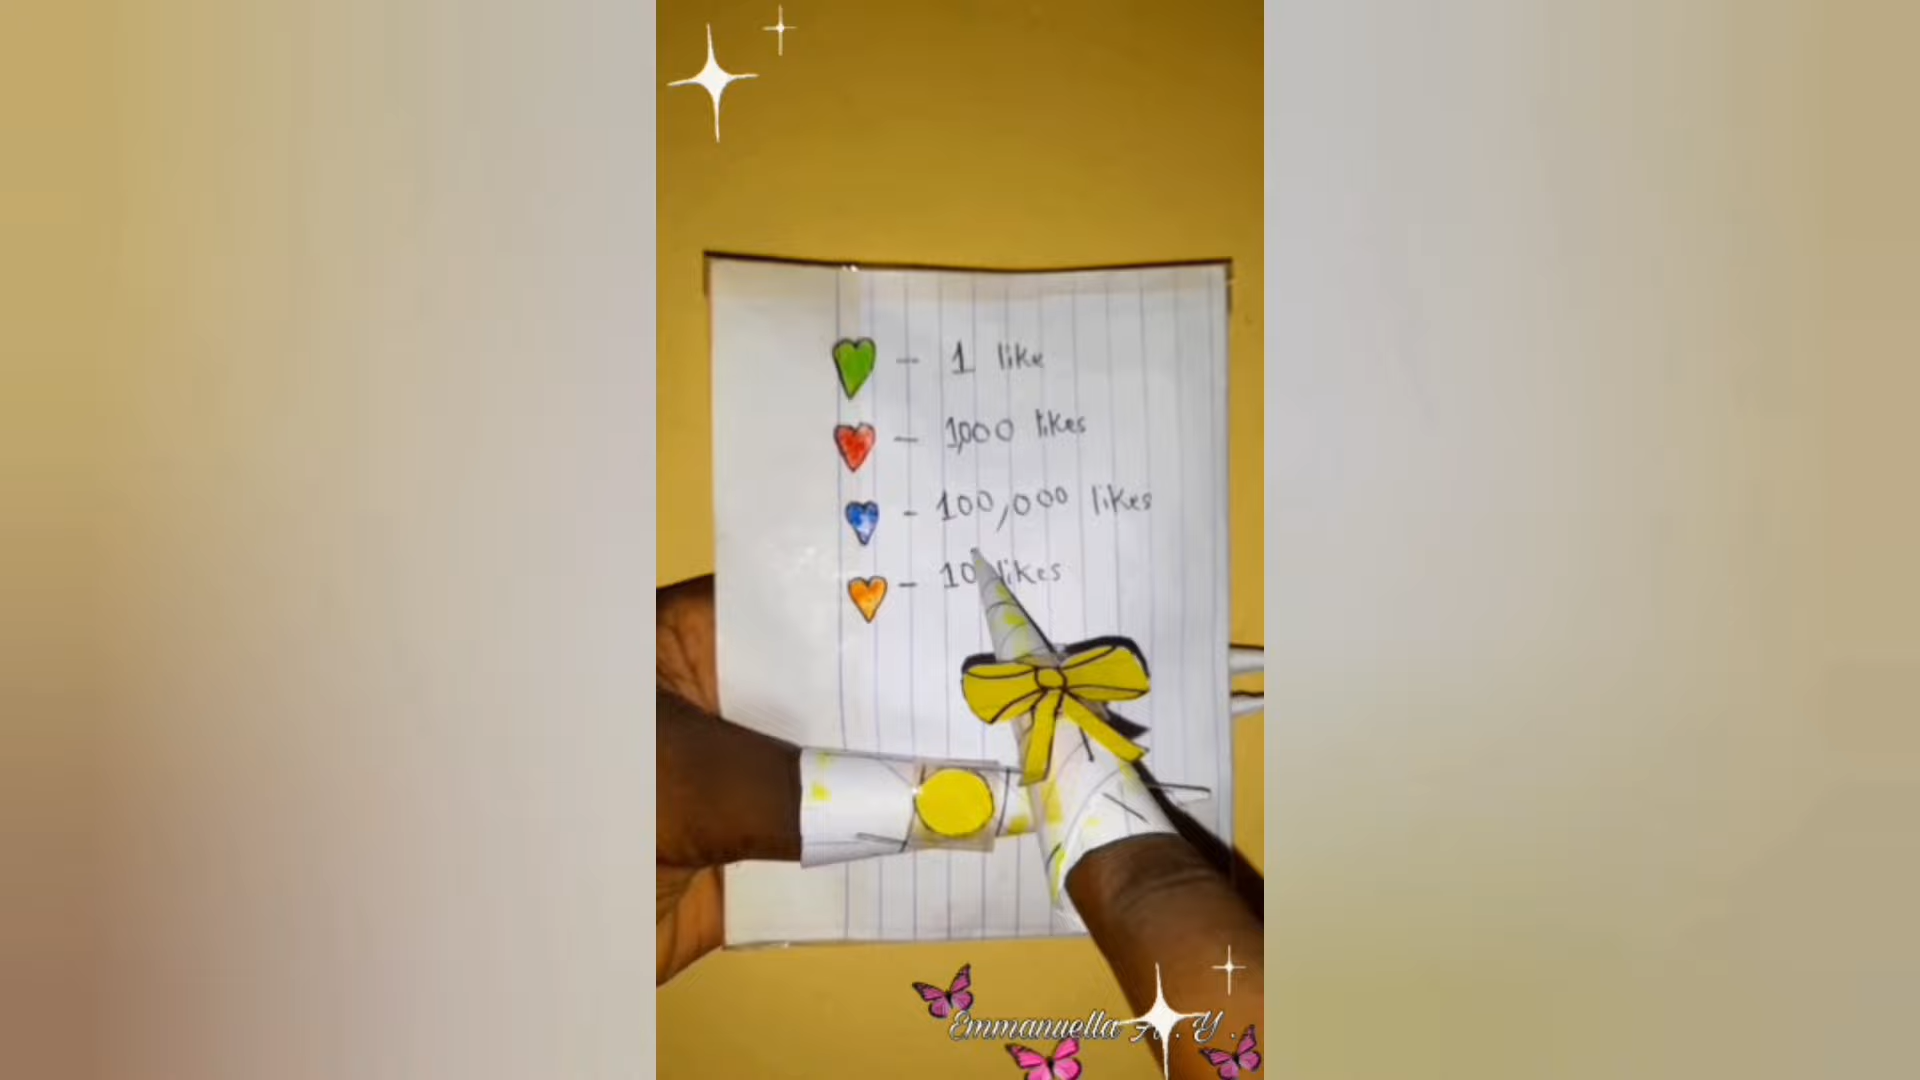 - 1 like
- 1,000 likes
- 100,000 likes
- 10 likes
Emmanuella A. Y.